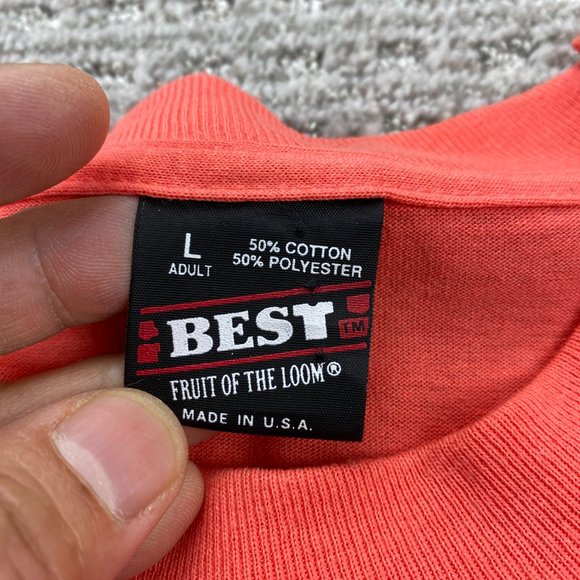 L
ADULT
50% COTTON
50% POLYESTER
BEST
TM
FRUIT OF THE LOOM®
MADE IN U.S.A.